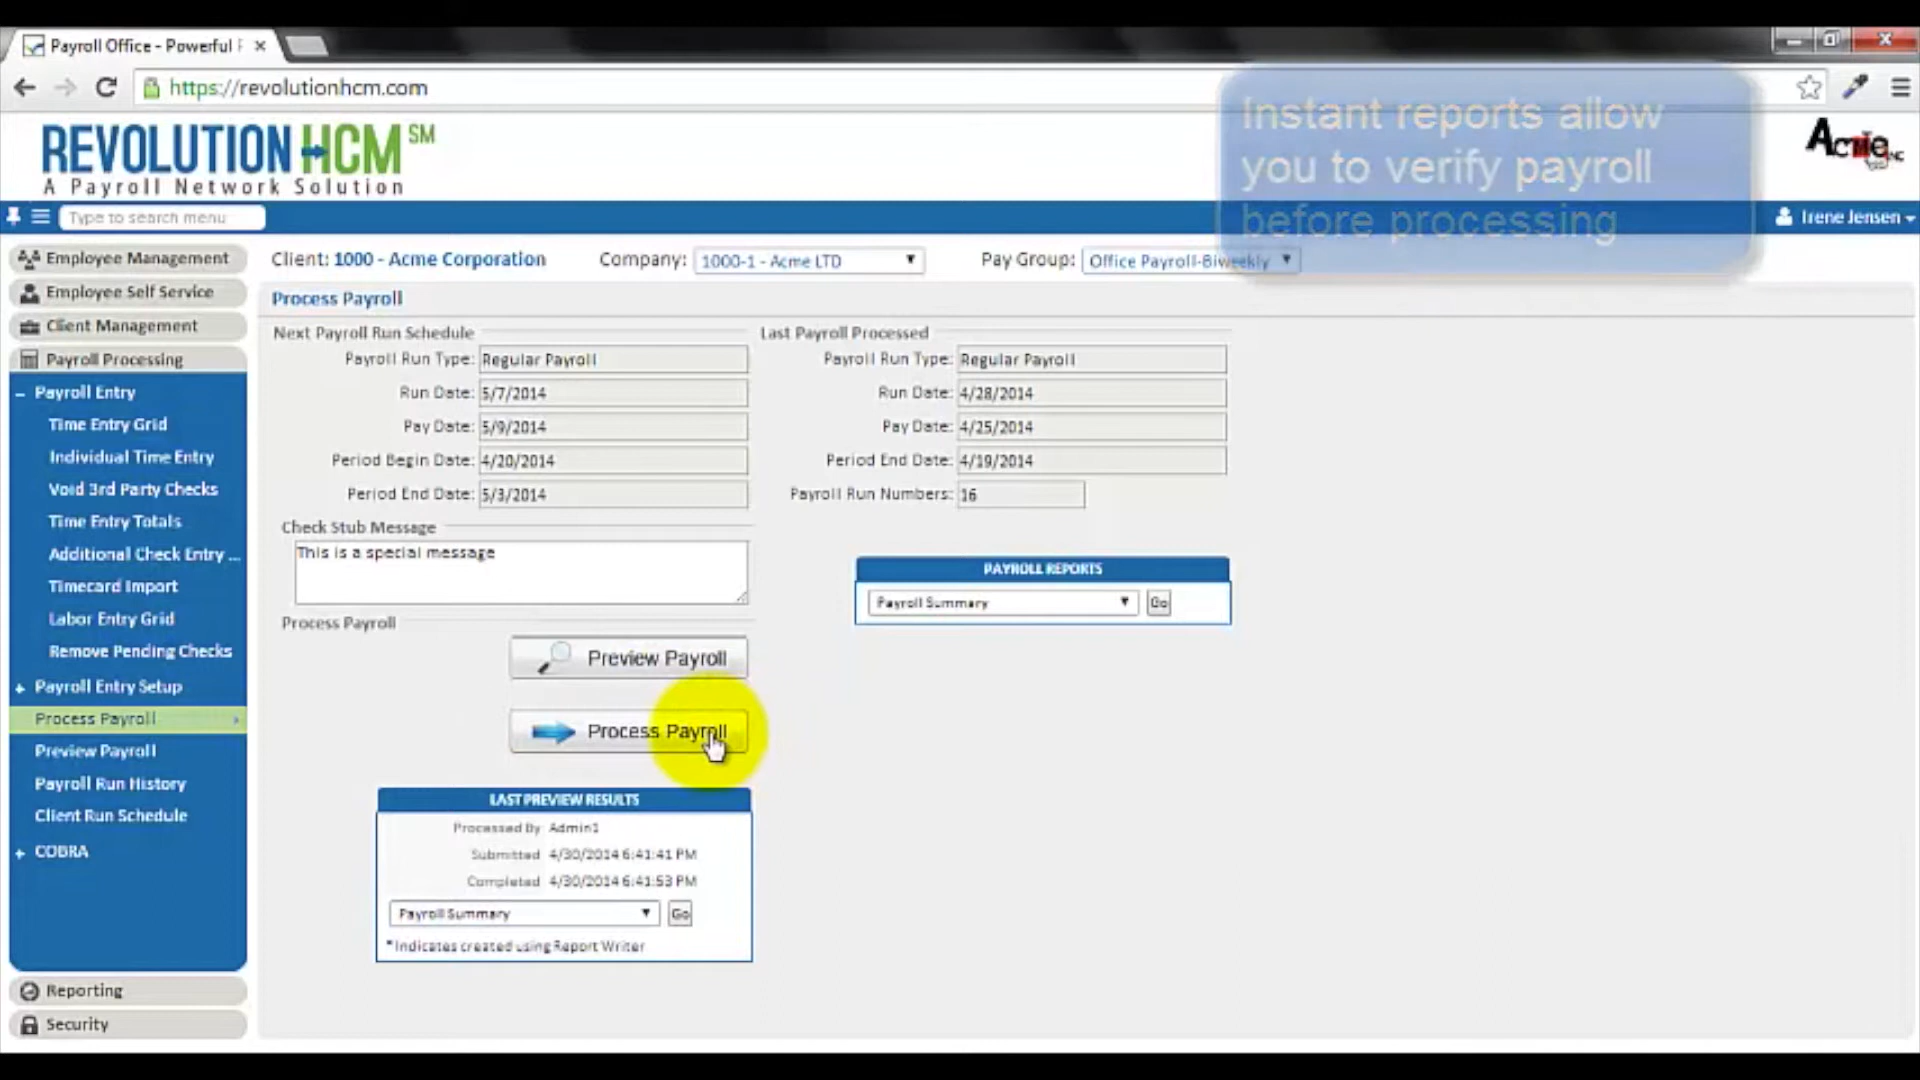 Payroll Office - Powerful
https://revolutionhcm.com
Instant reports allow
you to verify payroll
before processing
REVOLUTION HCM SM
A Payroll Network Solution
Acme INC
Type to search menu
Irene Jensen
Employee Management
Employee Self Service
Client Management
Payroll Processing
Payroll Entry
Time Entry Grid
Individual Time Entry
Void 3rd Party Checks
Time Entry Totals
Additional Check Entry ...
Timecard Import
Labor Entry Grid
Remove Pending Checks
Payroll Entry Setup
Process Payroll
Preview Payroll
Payroll Run History
Client Run Schedule
COBRA
Reporting
Security
Client: 1000 - Acme Corporation Company: 1000-1 - Acme LTD Pay Group: Office Payroll-Biweekly
Process Payroll
Next Payroll Run Schedule
Payroll Run Type: Regular Payroll
Run Date: 5/7/2014
Pay Date: 5/9/2014
Period Begin Date: 4/20/2014
Period End Date: 5/3/2014
Last Payroll Processed
Payroll Run Type: Regular Payroll
Run Date: 4/28/2014
Pay Date: 4/25/2014
Period End Date: 4/19/2014
Payroll Run Numbers: 16
Check Stub Message
This is a special message
PAYROLL REPORTS
Payroll Summary Go
Process Payroll
Preview Payroll
Process Payroll
LAST PREVIEW RESULTS
Processed By Admin1
Submitted 4/30/2014 6:41:41 PM
Completed 4/30/2014 6:41:53 PM
Payroll Summary Go
*Indicates created using Report Writer